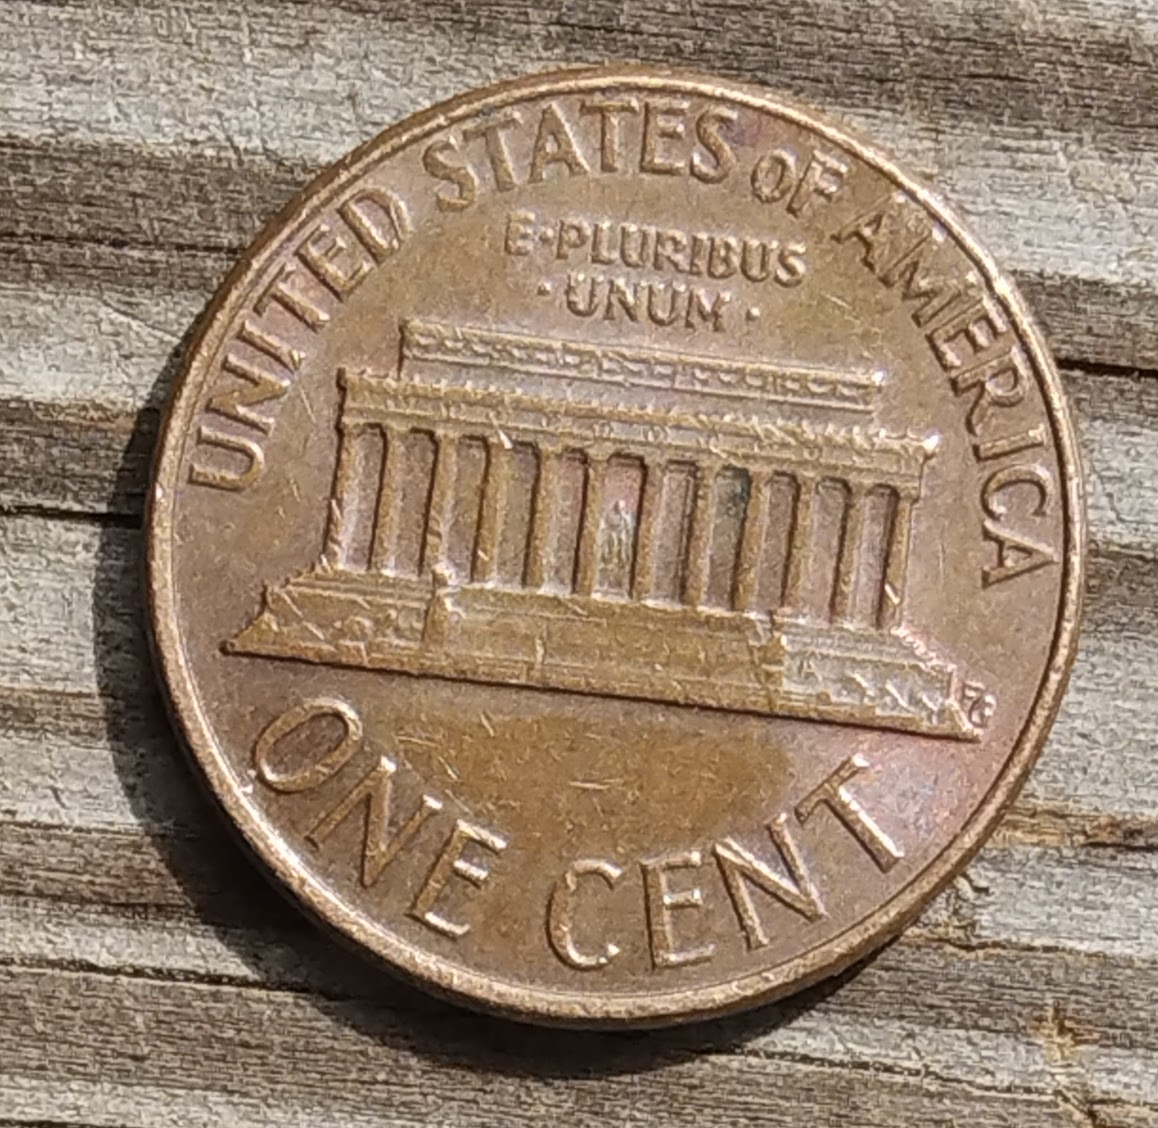 UNITED STATES OF AMERICA
E·PLURIBUS
·UNUM·
ONE CENT